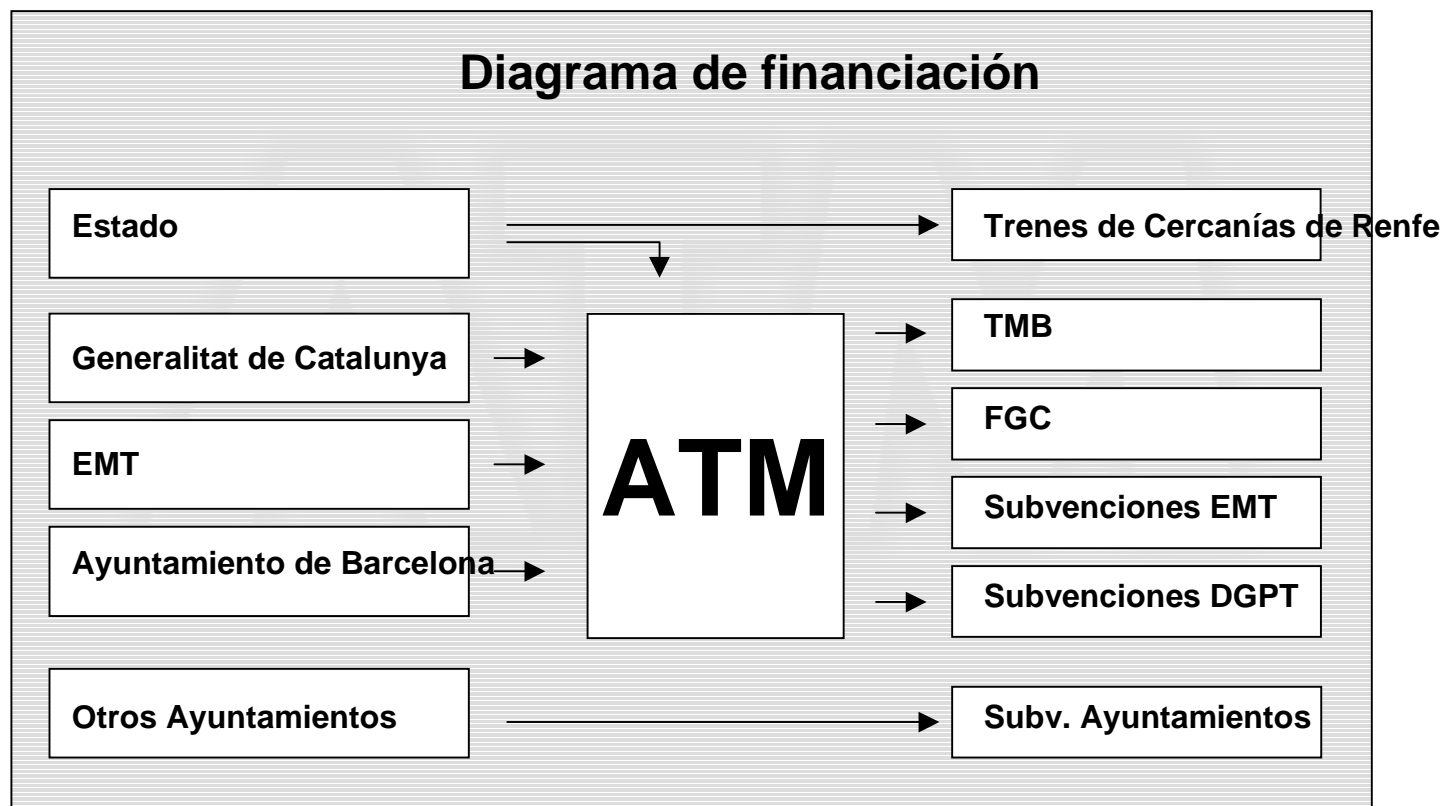 Diagrama de financiación
Estado
Trenes de Cercanías de Renfe
Generalitat de Catalunya
EMT
Ayuntamiento de Barcelona
Otros Ayuntamientos
ATM
TMB
FGC
Subvenciones EMT
Subvenciones DGPT
Subv. Ayuntamientos